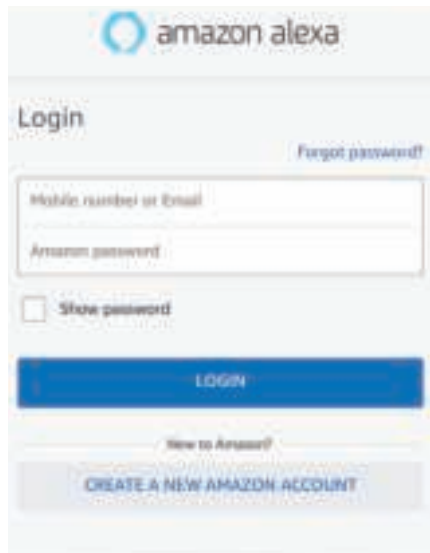 amazon alexa
Login
Forgot password?
Mobile number or Email
Amazon password
Show password
LOGIN
New to Amazon?
CREATE A NEW AMAZON ACCOUNT